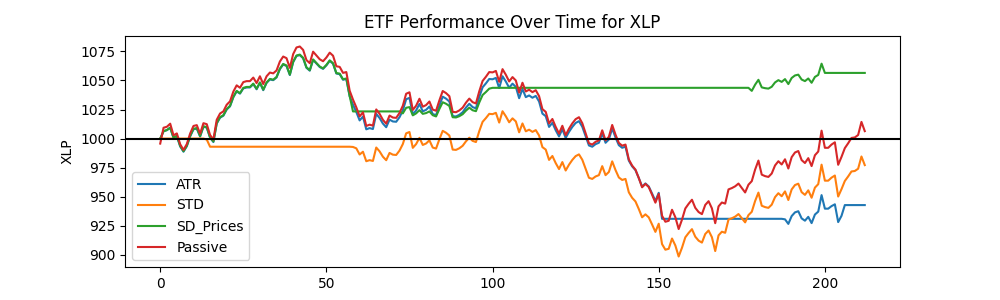 ETF Performance Over Time for XLP
XLP
1075
1050
1025
1000
975
950
925
900
ATR
STD
SD_Prices
Passive
0 50 100 150 200